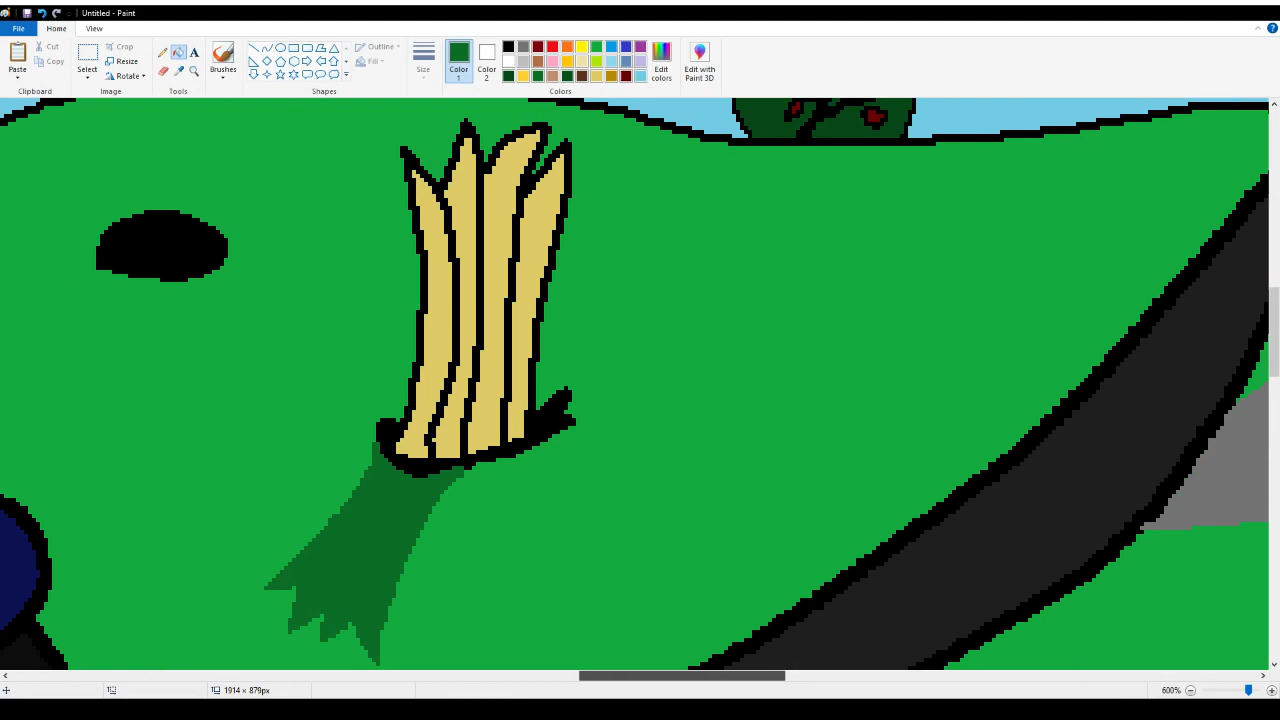 Untitled - Paint
File Home View
Paste Cut Copy Select Crop Resize Rotate A Brushes Outline Fill Size Color 1 Color 2 Edit colors Edit with Paint 3D
Clipboard Image Tools Shapes Colors
1914 × 879px 600%